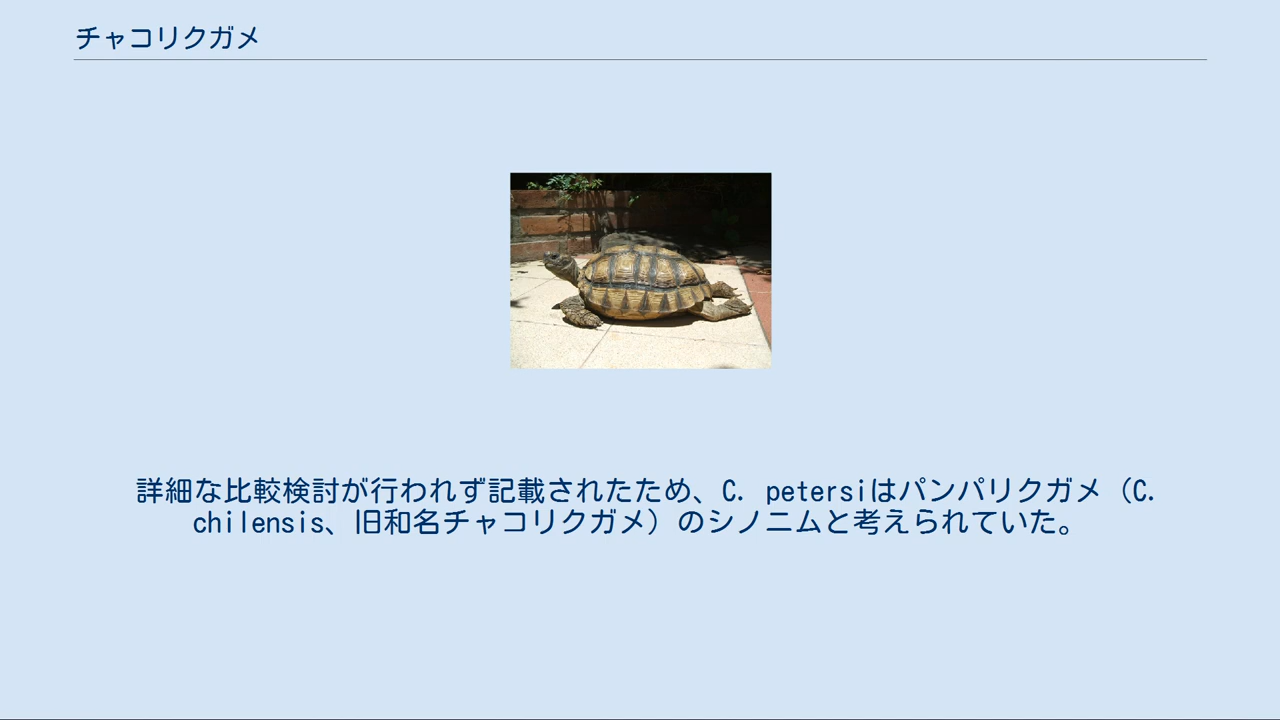 チャコリクガメ
詳細な比較検討が行われず記載されたため、C. petersiはパンパリクガメ（C.
chilensis、旧和名チャコリクガメ）のシノニムと考えられていた。